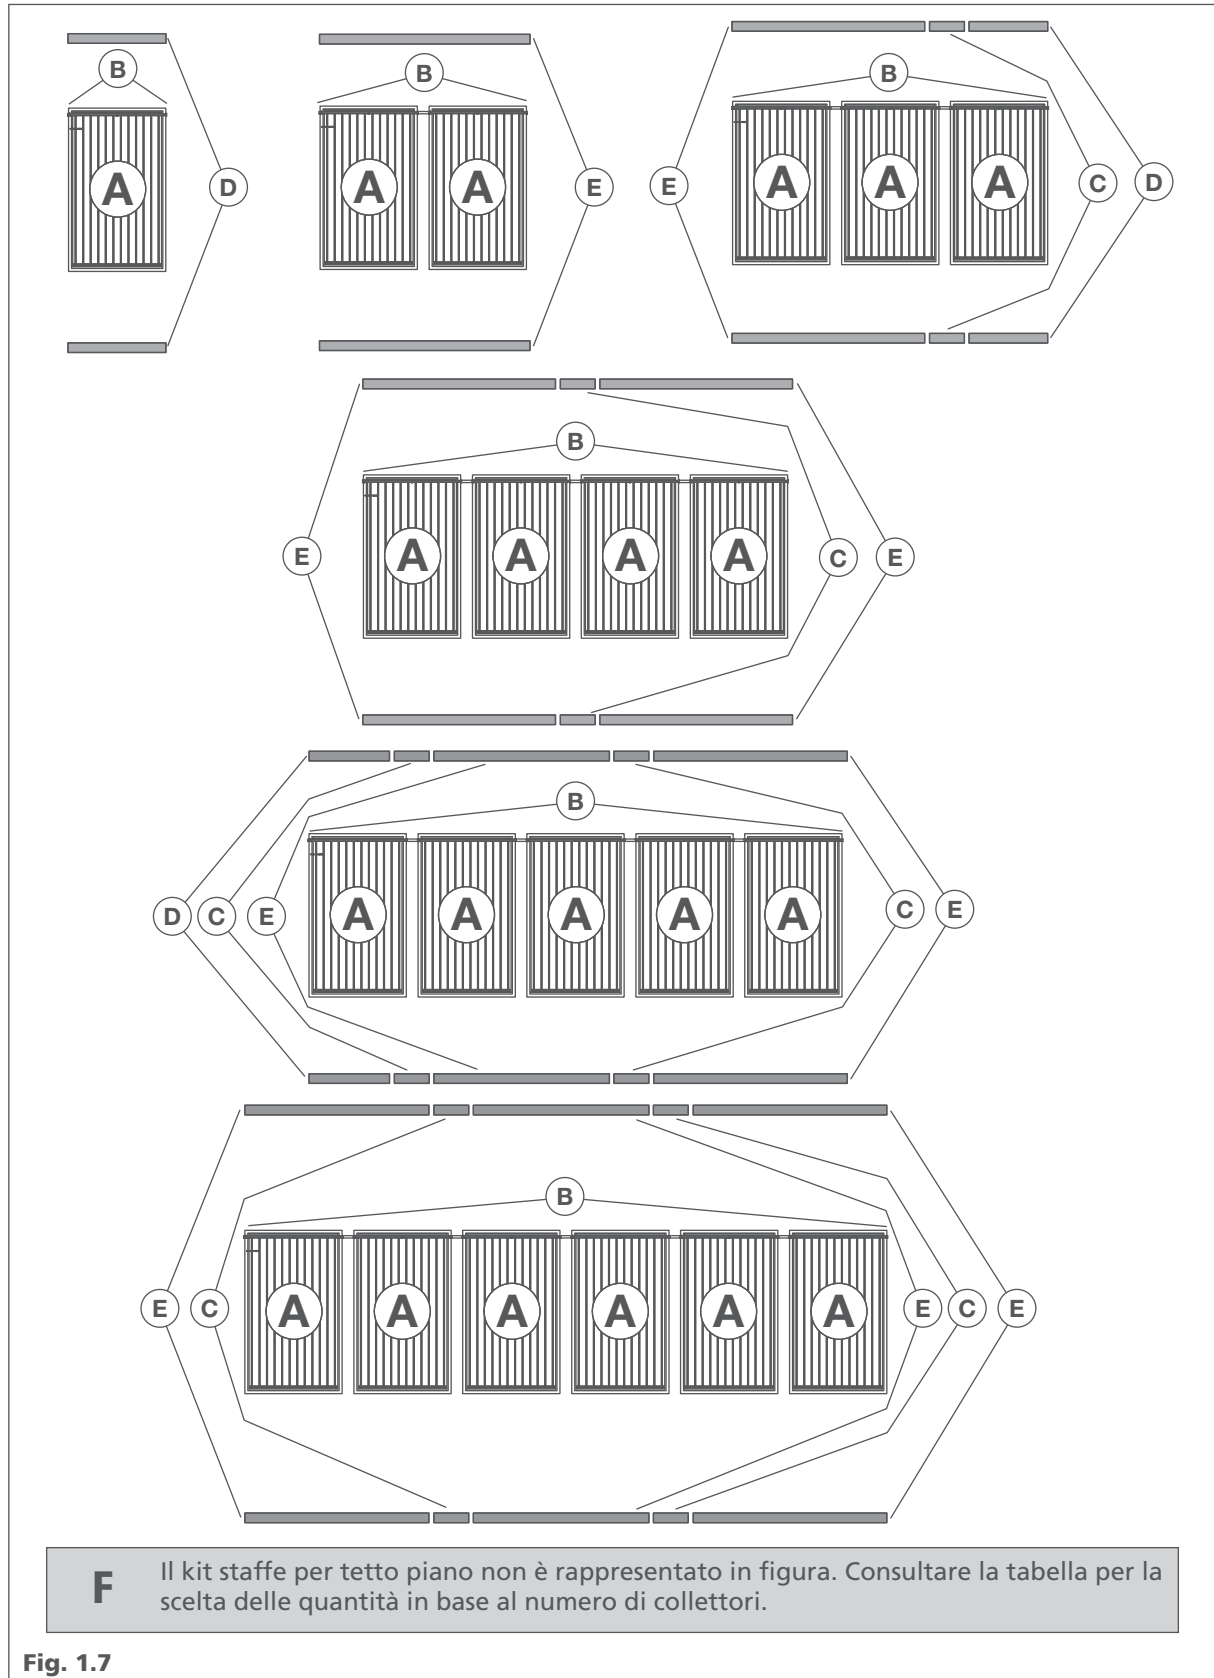 B B B
A A A A A A
D E E C D
B
A A A A
E C E
B
A A A A A
D C E C E
B
A A A A A A
E C E C E
F Il kit staffe per tetto piano non è rappresentato in figura. Consultare la tabella per la
scelta delle quantità in base al numero di collettori.
Fig. 1.7